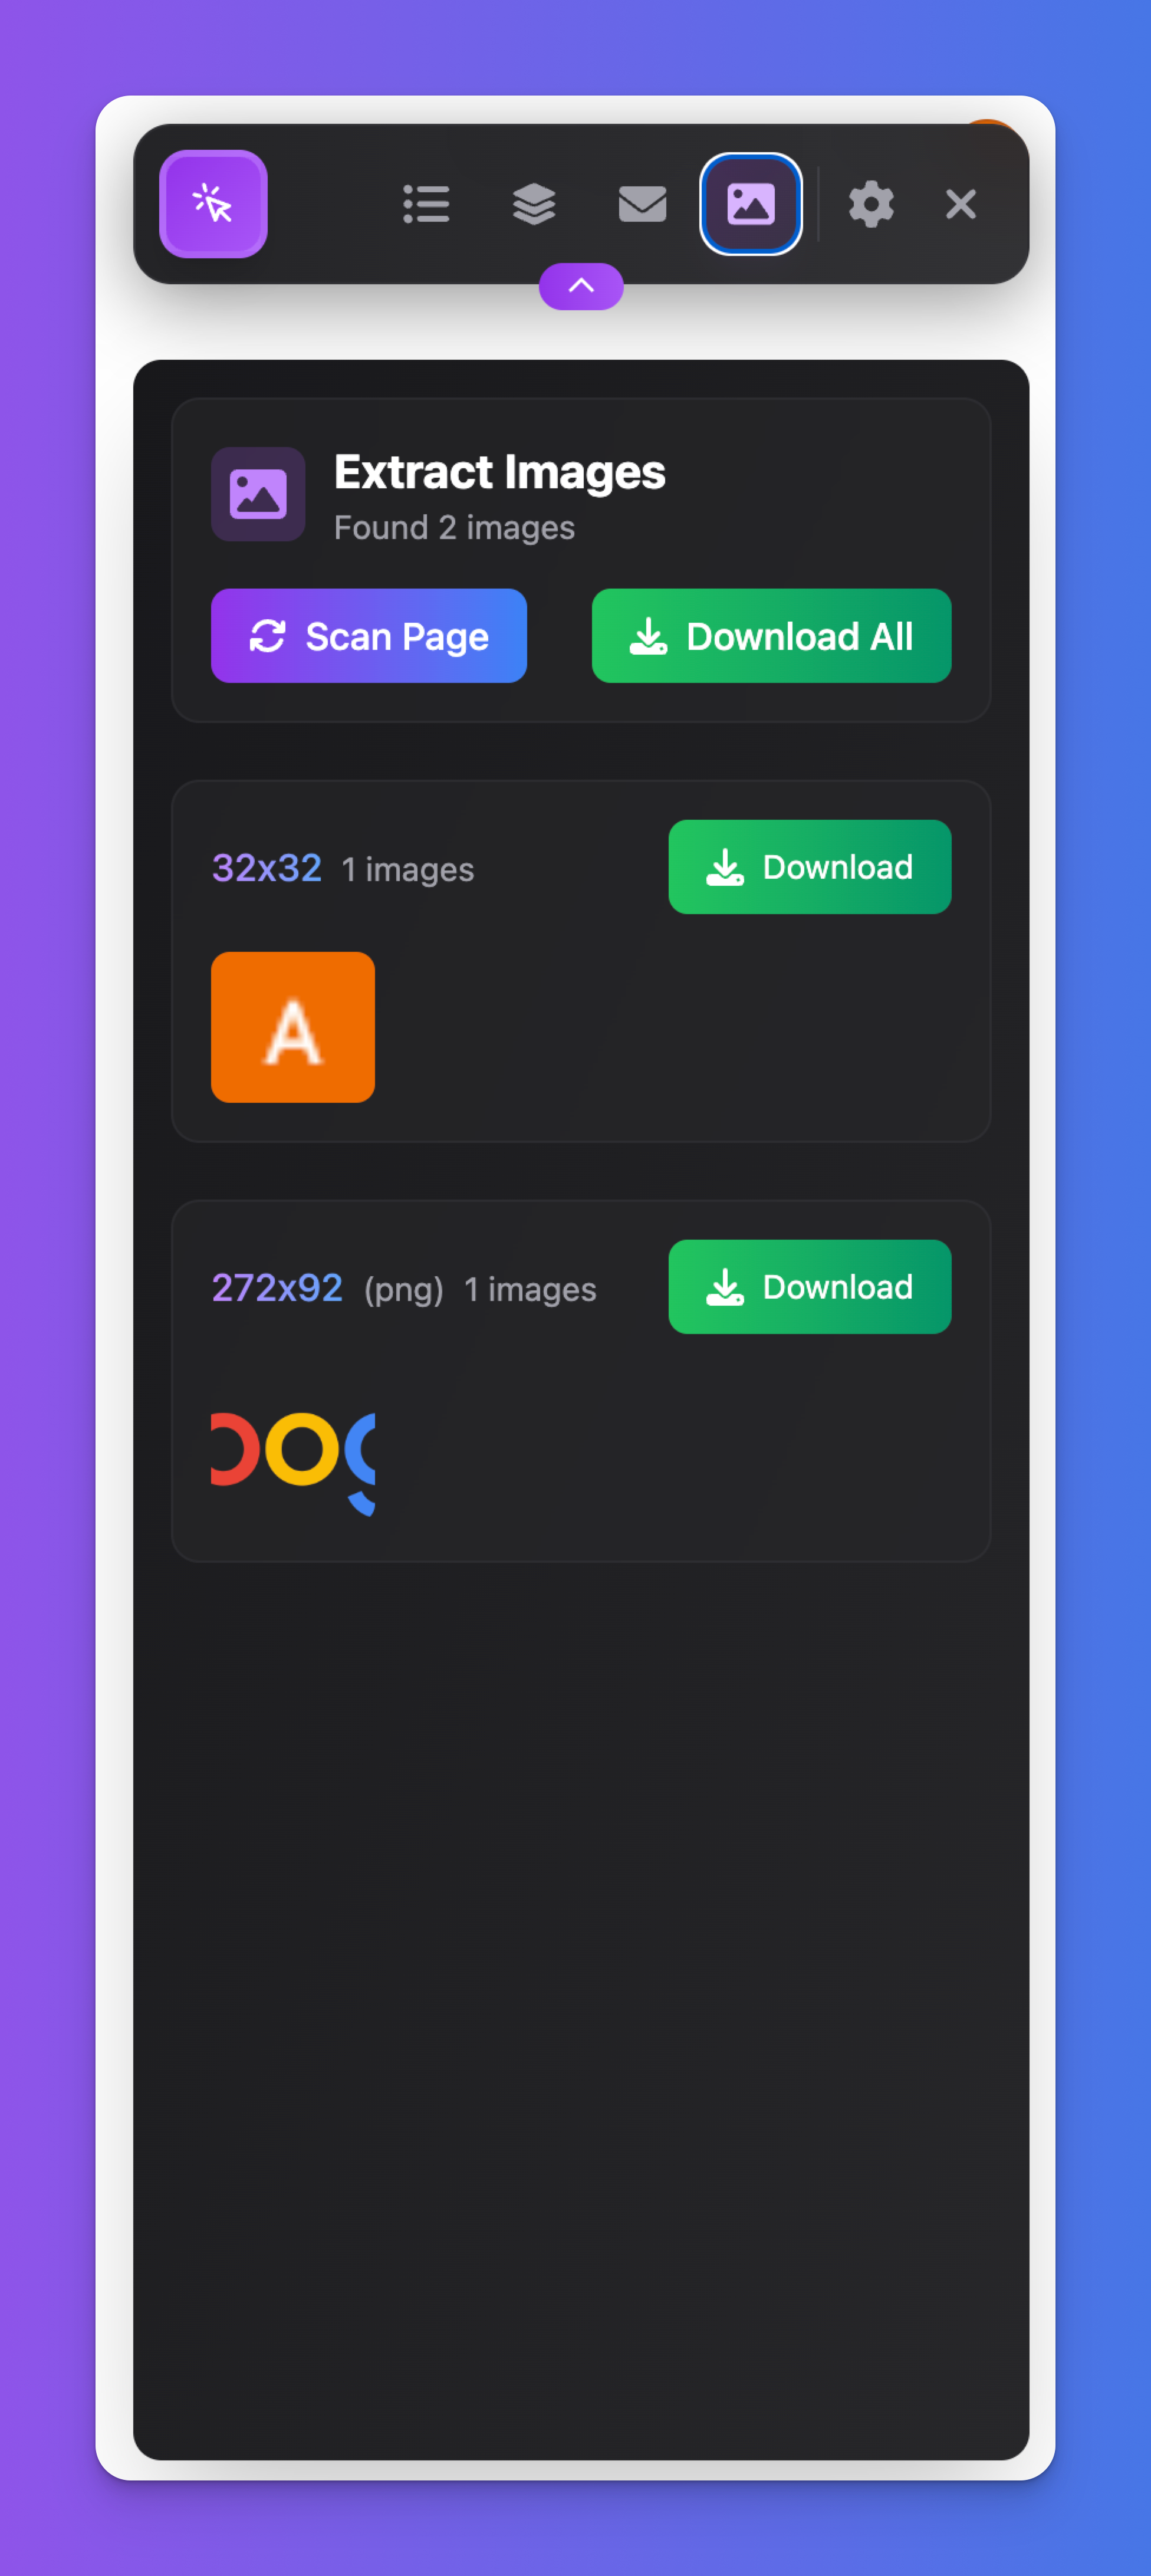 Extract Images
Found 2 images
Scan Page
Download All
32x32 1 images
Download
A
272x92 (png) 1 images
Download
oog